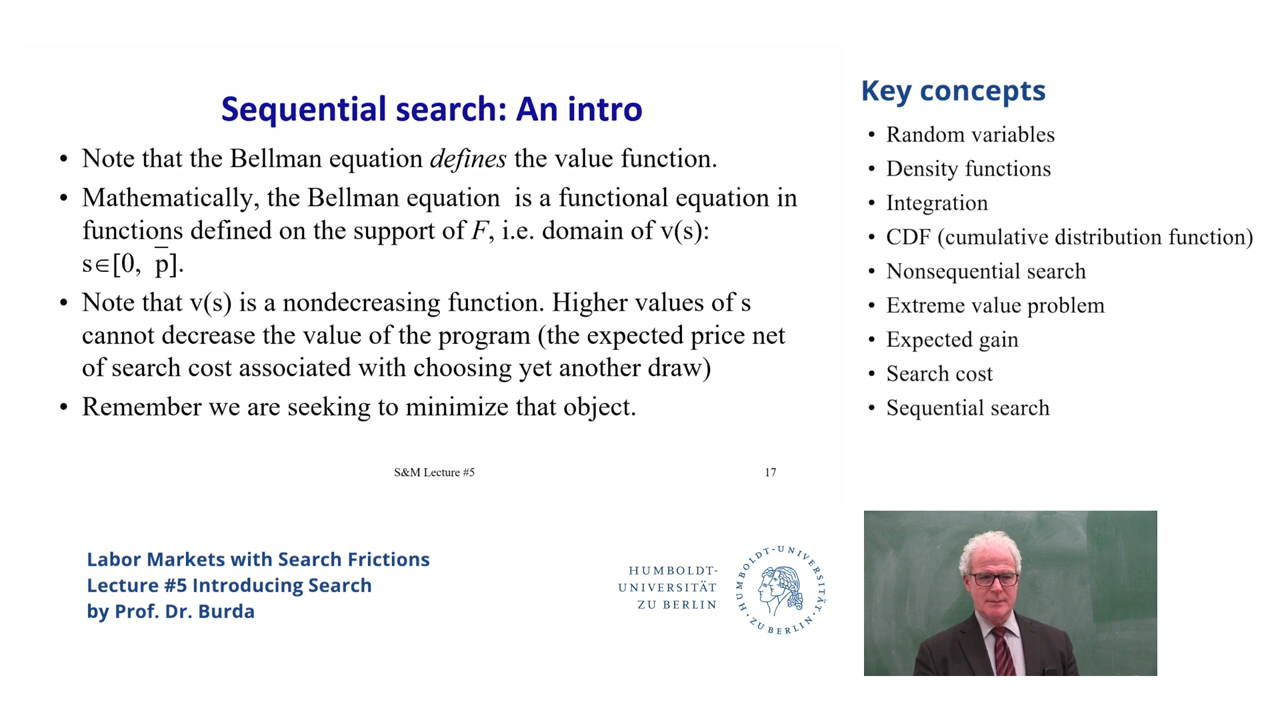 Sequential search: An intro
• Note that the Bellman equation defines the value function.
• Mathematically, the Bellman equation is a functional equation in
functions defined on the support of F, i.e. domain of v(s):
s∈[0, p̅].
• Note that v(s) is a nondecreasing function. Higher values of s
cannot decrease the value of the program (the expected price net
of search cost associated with choosing yet another draw)
• Remember we are seeking to minimize that object.
S&M Lecture #5
17
Key concepts
• Random variables
• Density functions
• Integration
• CDF (cumulative distribution function)
• Nonsequential search
• Extreme value problem
• Expected gain
• Search cost
• Sequential search
Labor Markets with Search Frictions
Lecture #5 Introducing Search
by Prof. Dr. Burda
HUMBOLDT-
UNIVERSITÄT
ZU BERLIN
HUMBOLDT-UNIVERSITÄT
ZU BERLIN